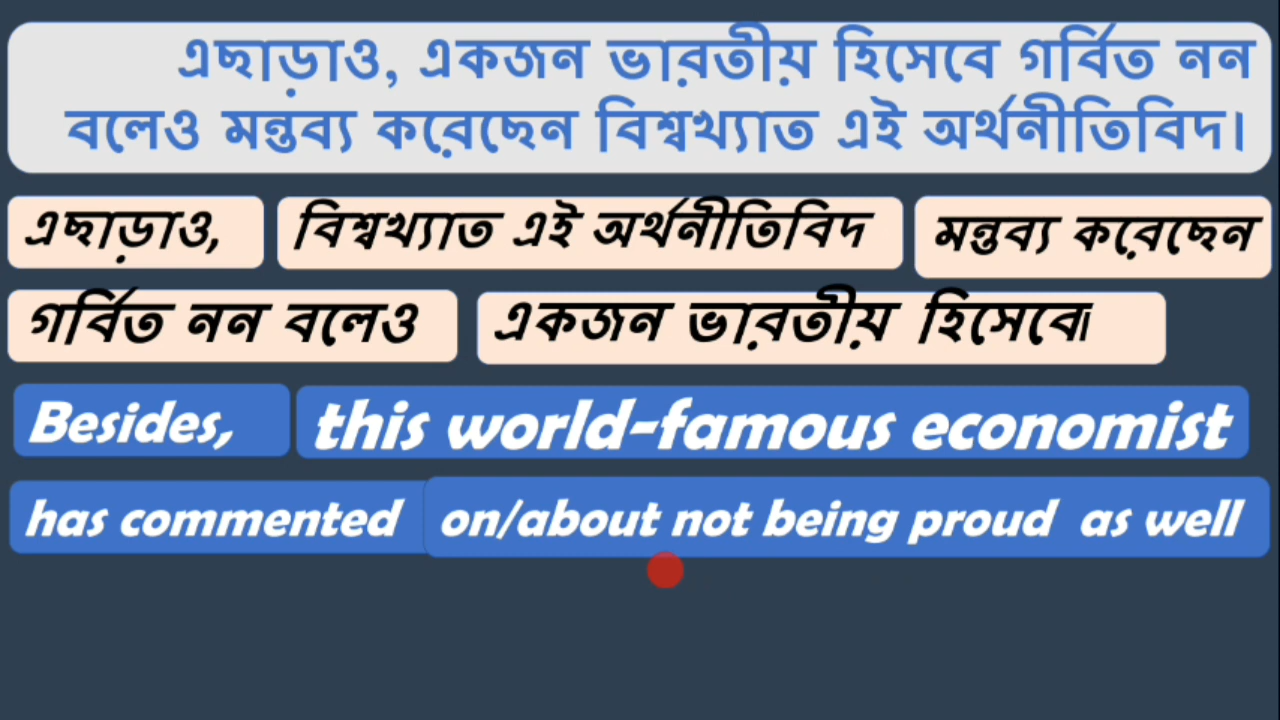 এছাড়াও, একজন ভারতীয় হিসেবে গর্বিত নন
বলেও মন্তব্য করেছেন বিশ্বখ্যাত এই অর্থনীতিবিদ।
এছাড়াও, বিশ্বখ্যাত এই অর্থনীতিবিদ মন্তব্য করেছেন
গর্বিত নন বলেও একজন ভারতীয় হিসেবে।
Besides, this world-famous economist
has commented on/about not being proud as well